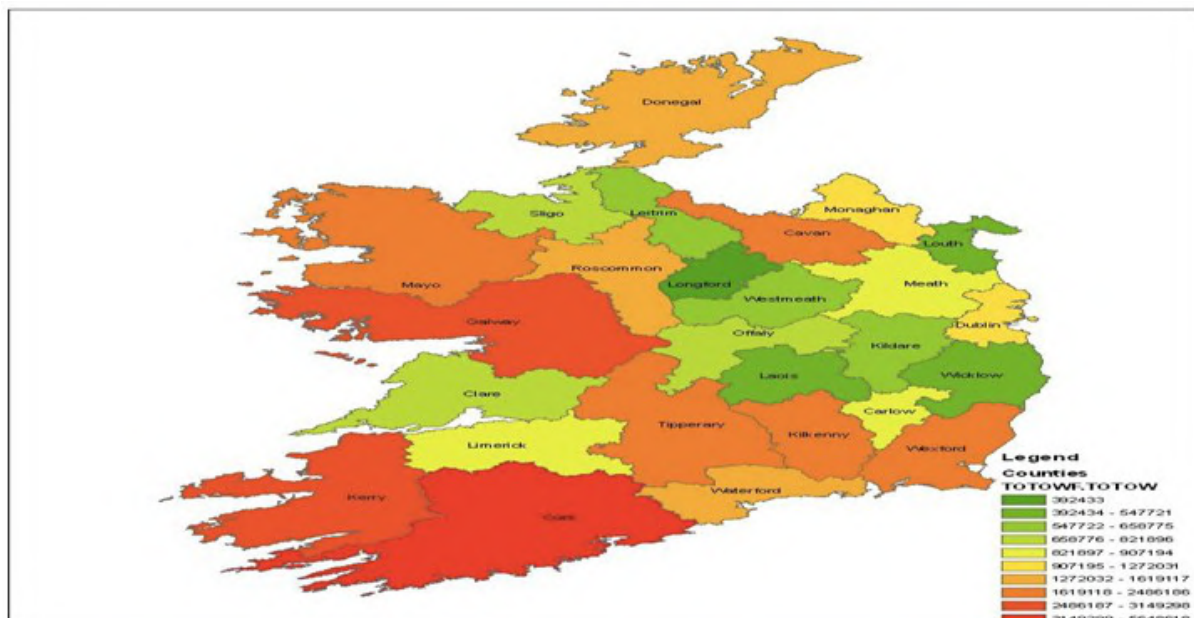 Donegal
Monaghan
Sligo
Leitrim
Cavan
Louth
Roscommon
Mayo
Longford
Meath
Westmeath
Galway
Dublin
Offaly
Kildare
Laois
Wicklow
Clare
Carlow
Tipperary
Kilkenny
Limerick
Wexford
Waterford
Kerry
Cork
Legend
Counties
TOTOWF.TOTOW
392433
392434 - 547721
547722 - 658775
658776 - 821896
821897 - 907194
907195 - 1272031
1272032 - 1619117
1619118 - 2486186
2486187 - 3149298